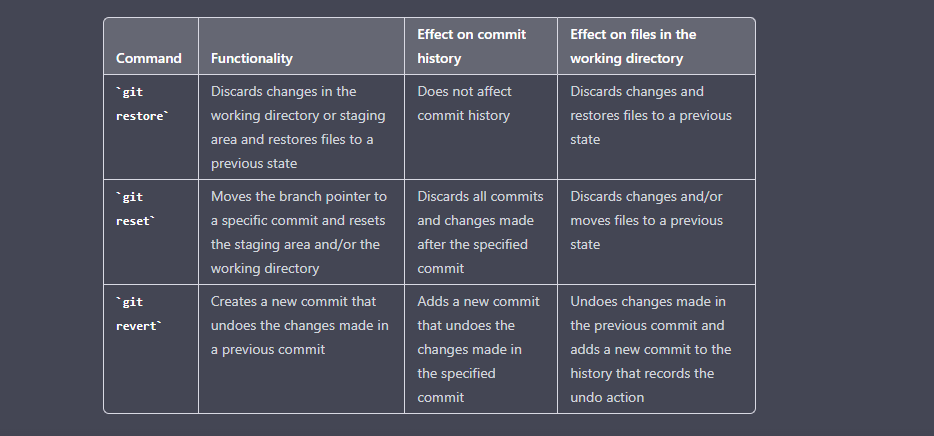 Command
Functionality
Effect on commit
history
Effect on files in the
working directory
`git
restore`
Discards changes in the
working directory or staging
area and restores files to a
previous state
Does not affect
commit history
Discards changes and
restores files to a previous
state
`git
reset`
Moves the branch pointer to
a specific commit and resets
the staging area and/or the
working directory
Discards all commits
and changes made
after the specified
commit
Discards changes and/or
moves files to a previous
state
`git
revert`
Creates a new commit that
undoes the changes made in
a previous commit
Adds a new commit
that undoes the
changes made in
the specified
commit
Undoes changes made in
the previous commit and
adds a new commit to the
history that records the
undo action